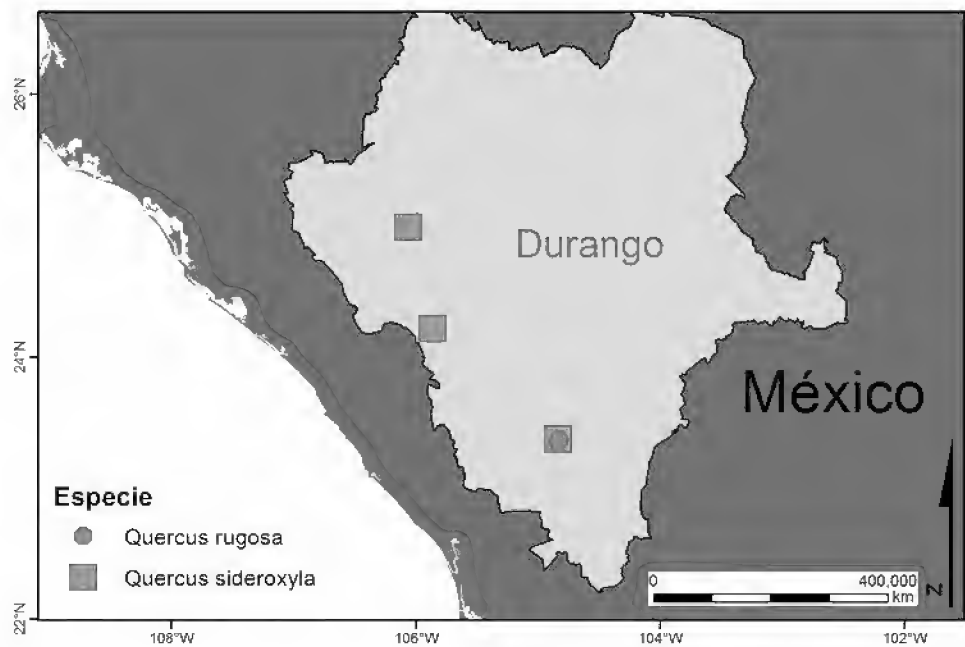 26°N
Durango
24°N
México
Especie
Quercus rugosa
Quercus sideroxyla
0 400,000
km
N
22°N
108°W 106°W 104°W 102°W